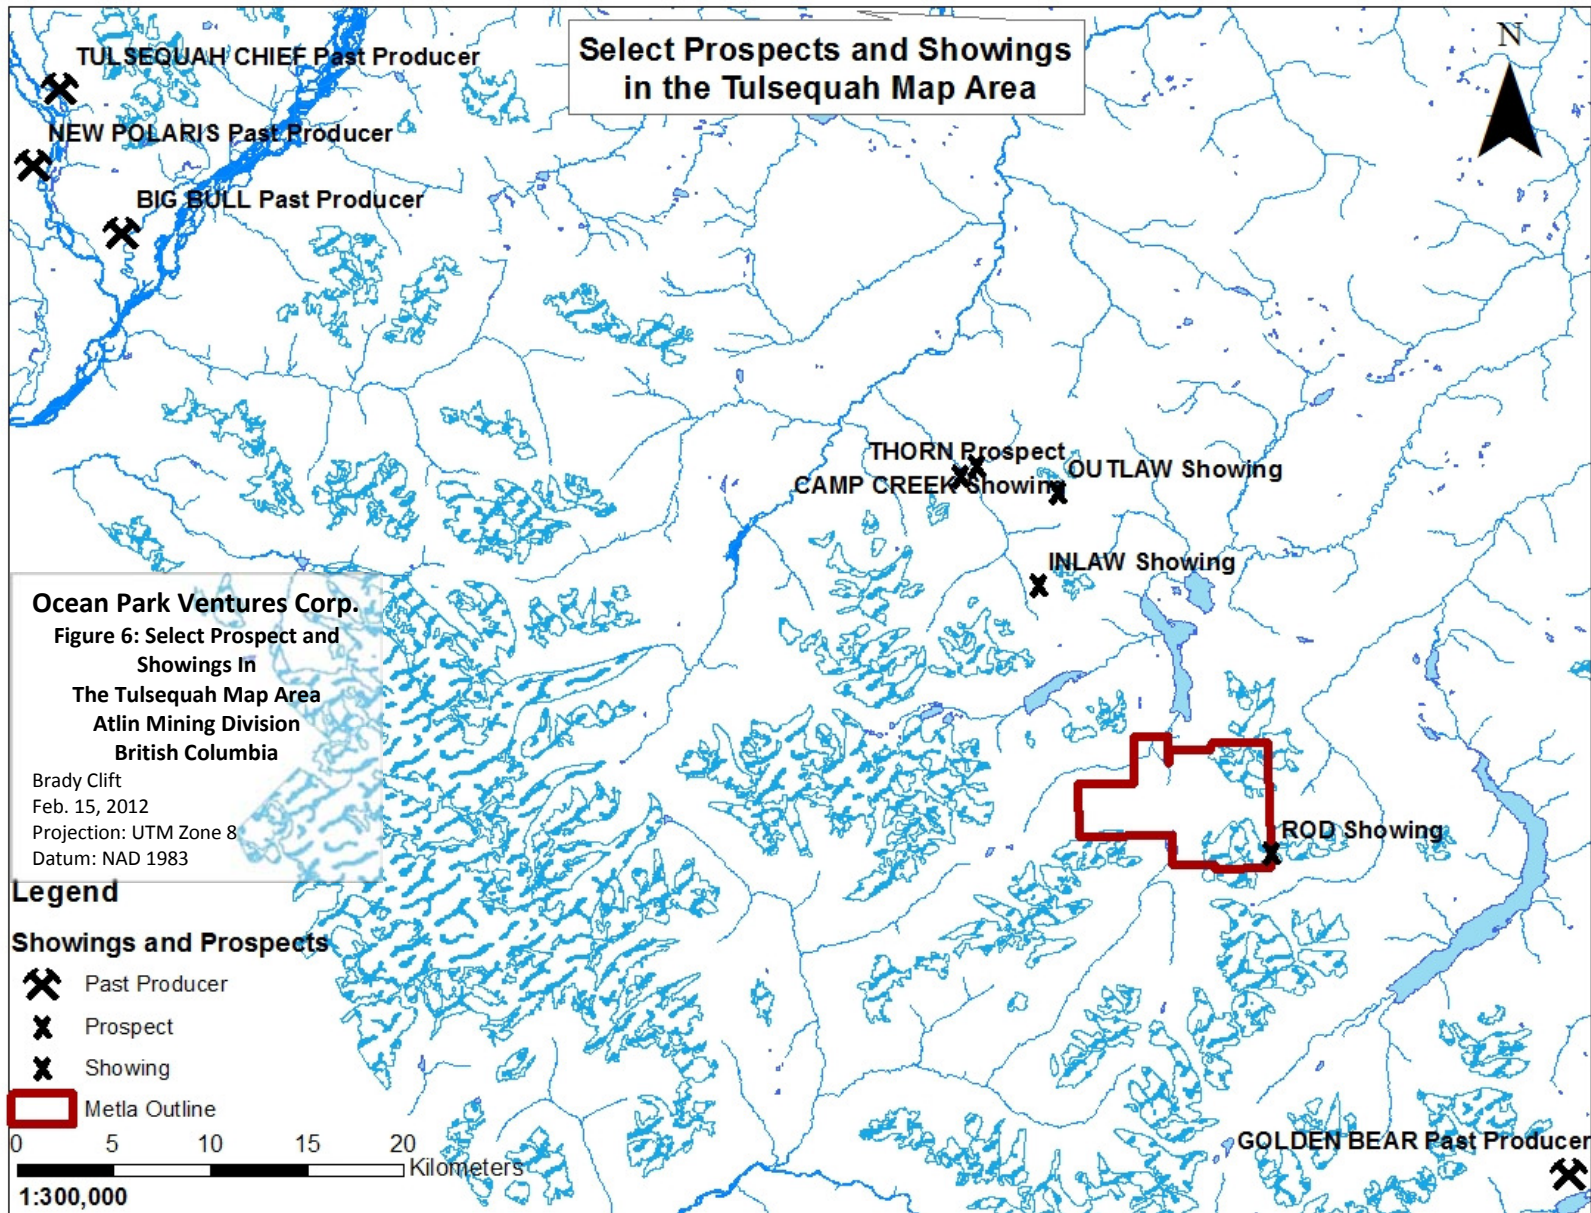 Select Prospects and Showings
in the Tulsequah Map Area
N
TULSEQUAH CHIEF Past Producer
NEW POLARIS Past Producer
BIG BULL Past Producer
THORN Prospect
OUTLAW Showing
CAMP CREEK Showing
INLAW Showing
ROD Showing
GOLDEN BEAR Past Producer
Ocean Park Ventures Corp.
Figure 6: Select Prospect and
Showings In
The Tulsequah Map Area
Atlin Mining Division
British Columbia
Brady Clift
Feb. 15, 2012
Projection: UTM Zone 8
Datum: NAD 1983
Legend
Showings and Prospects
Past Producer
Prospect
Showing
Metla Outline
0 5 10 15 20
Kilometers
1:300,000